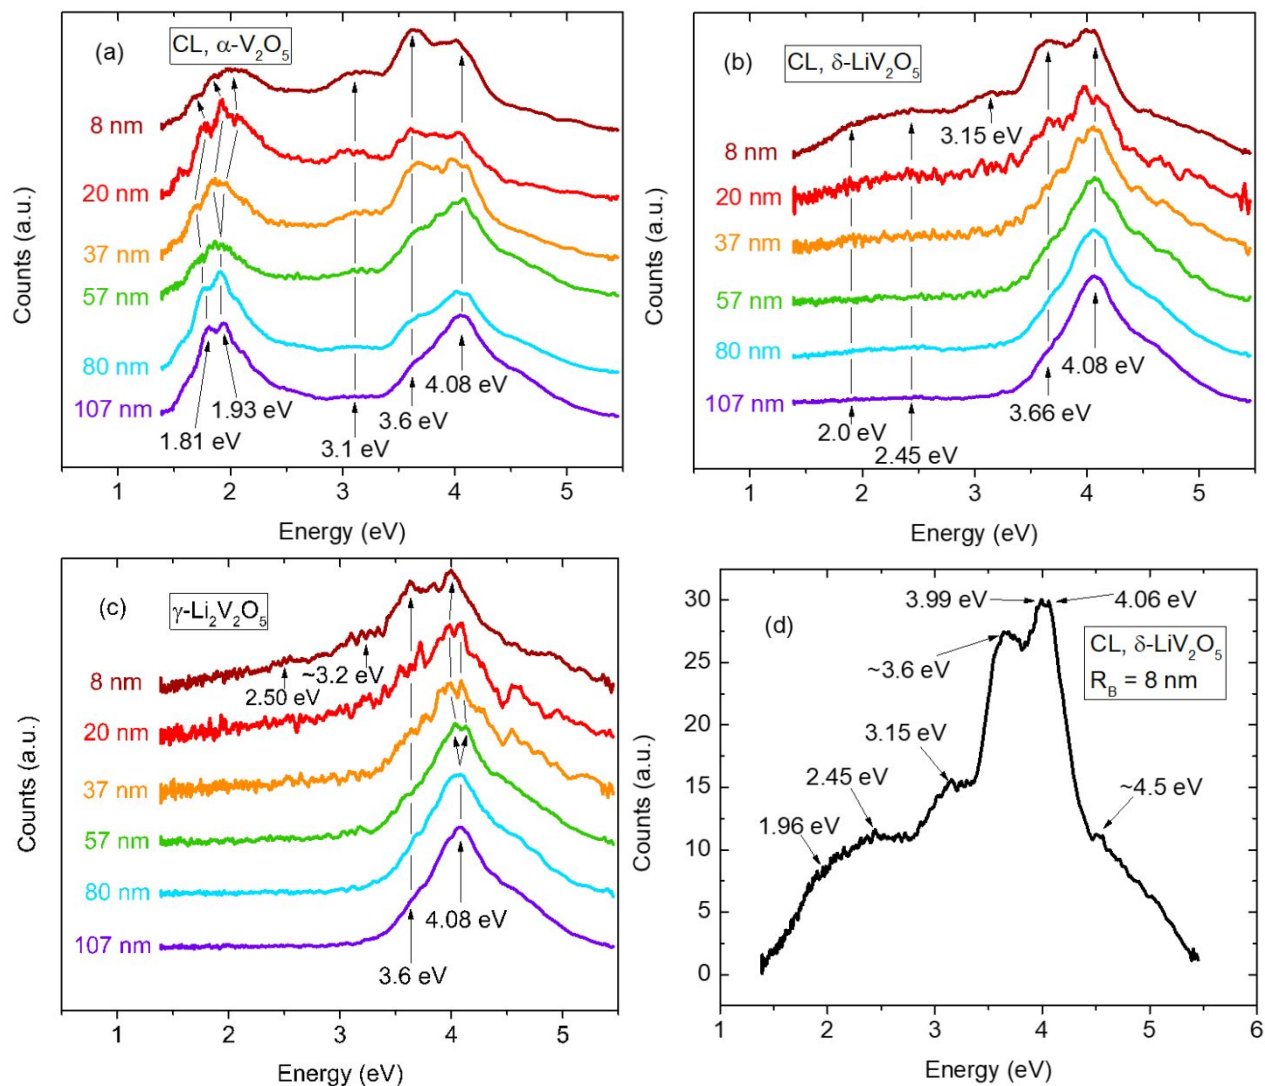 (a)
CL, α-V₂O₅
8 nm
20 nm
37 nm
57 nm
80 nm
107 nm
1.81 eV
1.93 eV
3.1 eV
3.6 eV
4.08 eV
Counts (a.u.)
1 2 3 4 5
Energy (eV)
(b)
CL, δ-LiV₂O₅
3.15 eV
8 nm
20 nm
37 nm
57 nm
80 nm
107 nm
2.0 eV
2.45 eV
3.66 eV
4.08 eV
Counts (a.u.)
1 2 3 4 5
Energy (eV)
(c)
γ-Li₂V₂O₅
8 nm
~3.2 eV
2.50 eV
20 nm
37 nm
57 nm
80 nm
107 nm
4.08 eV
3.6 eV
Counts (a.u.)
1 2 3 4 5
Energy (eV)
(d)
3.99 eV
4.06 eV
CL, δ-LiV₂O₅
R_B = 8 nm
~3.6 eV
3.15 eV
2.45 eV
1.96 eV
~4.5 eV
30
25
20
15
10
5
0
Counts (a.u.)
1 2 3 4 5 6
Energy (eV)